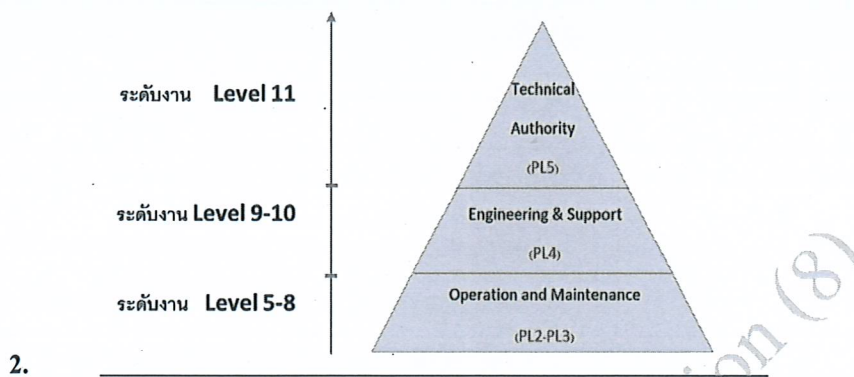 ระดับงาน Level 11
Technical
Authority
(PL5)
ระดับงาน Level 9-10
Engineering & Support
(PL4)
ระดับงาน Level 5-8
Operation and Maintenance
(PL2-PL3)
2.
(8)